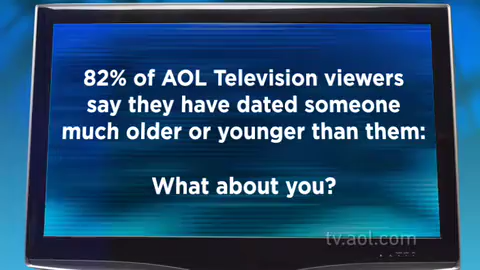 82% of AOL Television viewers
say they have dated someone
much older or younger than them:
What about you?
tv.aol.com